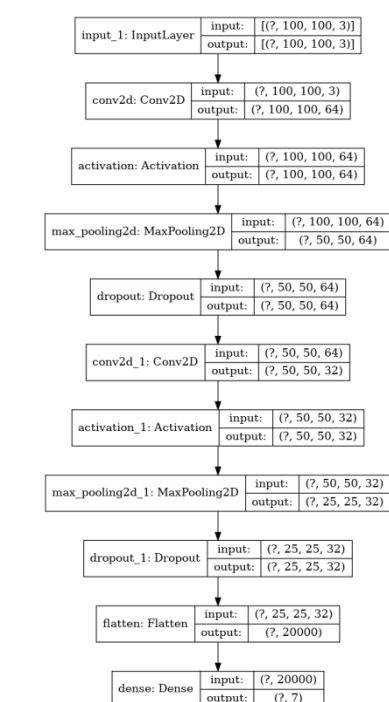 input_1: InputLayer
input: [(?, 100, 100, 3)]
output: [(?, 100, 100, 3)]
conv2d: Conv2D
input: (?, 100, 100, 3)
output: (?, 100, 100, 64)
activation: Activation
input: (?, 100, 100, 64)
output: (?, 100, 100, 64)
max_pooling2d: MaxPooling2D
input: (?, 100, 100, 64)
output: (?, 50, 50, 64)
dropout: Dropout
input: (?, 50, 50, 64)
output: (?, 50, 50, 64)
conv2d_1: Conv2D
input: (?, 50, 50, 64)
output: (?, 50, 50, 32)
activation_1: Activation
input: (?, 50, 50, 32)
output: (?, 50, 50, 32)
max_pooling2d_1: MaxPooling2D
input: (?, 50, 50, 32)
output: (?, 25, 25, 32)
dropout_1: Dropout
input: (?, 25, 25, 32)
output: (?, 25, 25, 32)
flatten: Flatten
input: (?, 25, 25, 32)
output: (?, 20000)
dense: Dense
input: (?, 20000)
output: (?, 7)